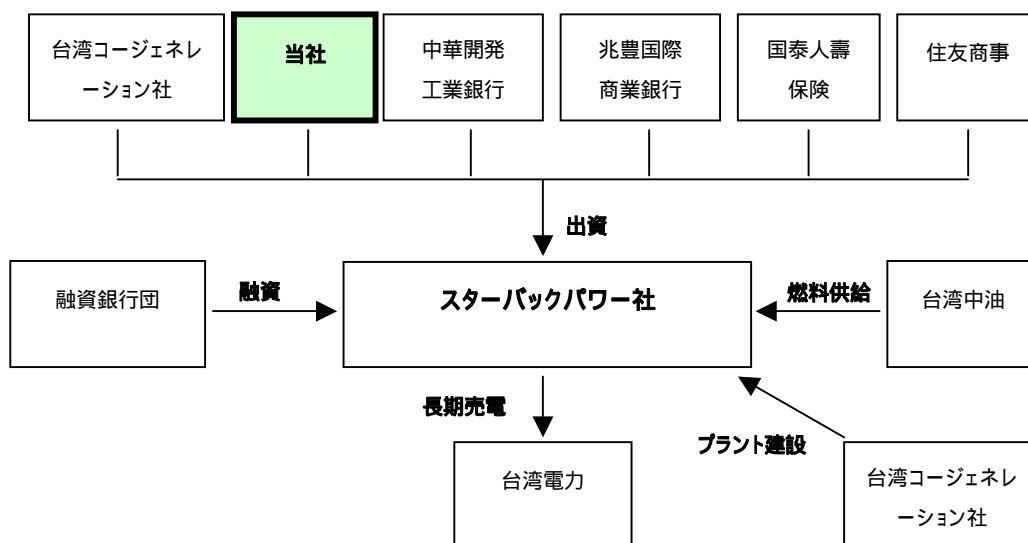 台湾コージェネレ
ーション社
当社
中華開発
工業銀行
兆豊国際
商業銀行
国泰人壽
保険
住友商事
出資
融資銀行団
融資
スターバックパワー社
燃料供給
台湾中油
長期売電
プラント建設
台湾電力
台湾コージェネレ
ーション社